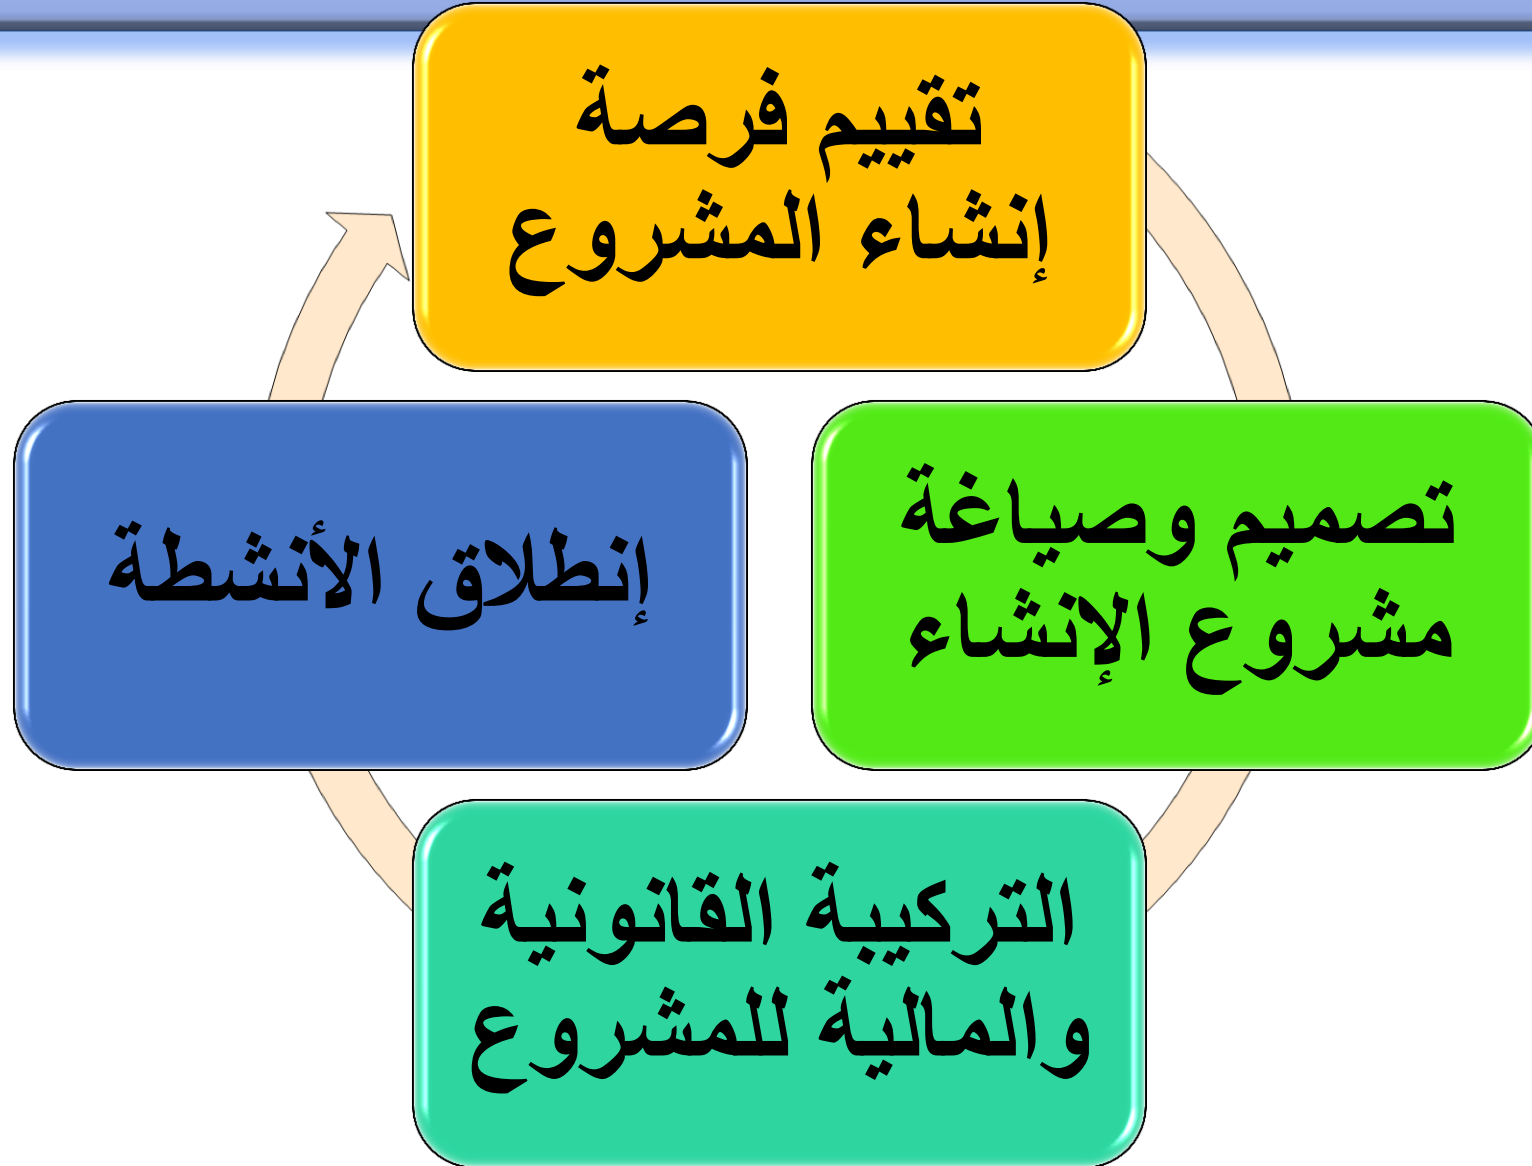 تقييم فرصة
إنشاء المشروع
تصميم وصياغة
مشروع الإنشاء
التركيبة القانونية
والمالية للمشروع
إنطلاق الأنشطة